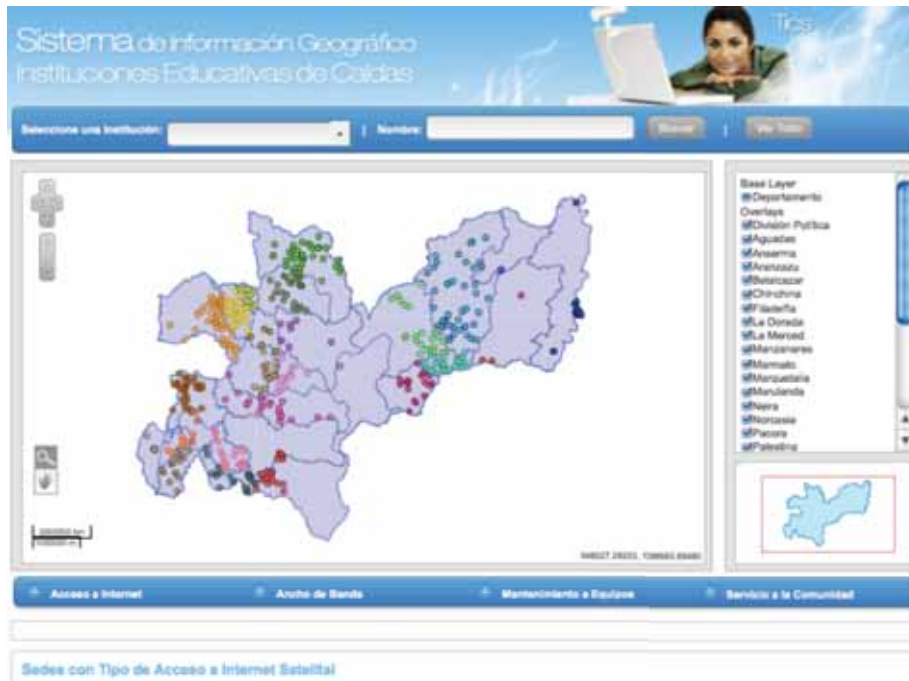 Tics
Sistema de Información Geográfico
Instituciones Educativas de Caldas
Seleccione una Institución:
Nombre:
Buscar
Ver Todo
Base Layer
Departamento
Overlays
División Política
Aguadas
Anserma
Aranzazu
Belalcazar
Chinchina
Filadelfia
La Dorada
La Merced
Manzanares
Marmato
Marquetalia
Marulanda
Neira
Norcasia
Pacora
Palestina
Acceso a Internet
Ancho de Banda
Mantenimiento a Equipos
Servicio a la Comunidad
Sedes con Tipo de Acceso a Internet Satelital